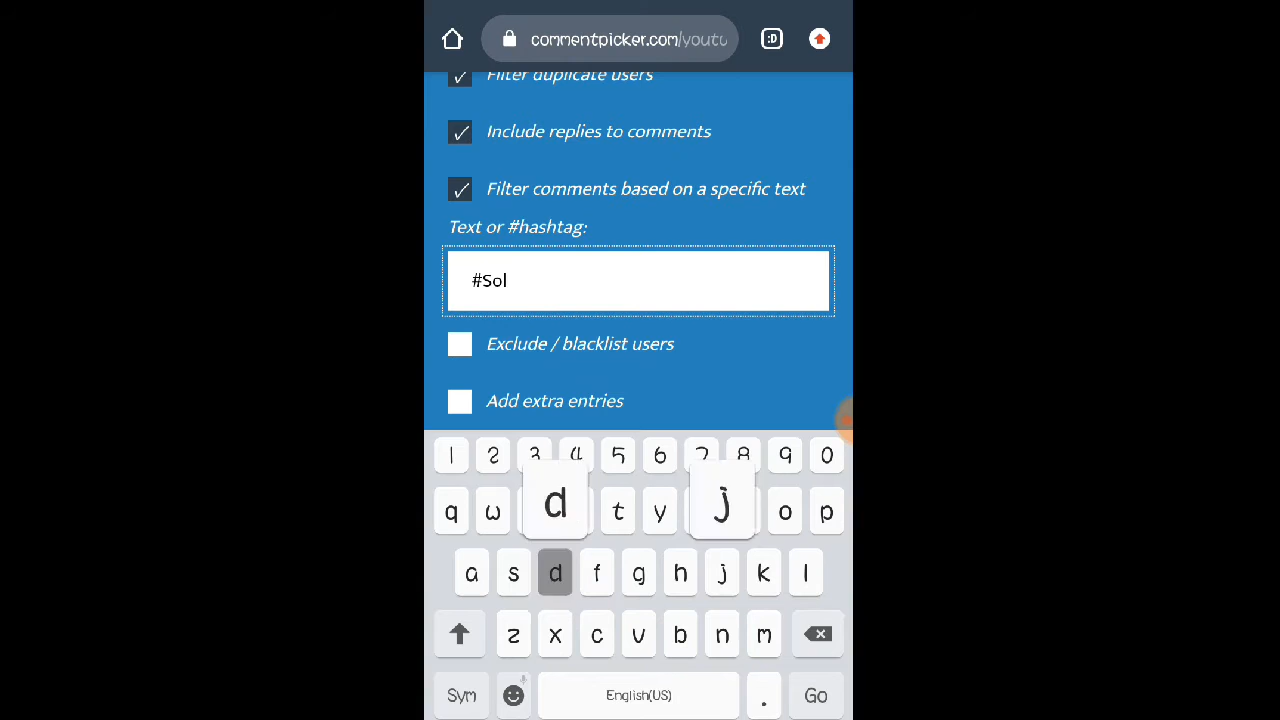 :D
commentpicker.com/youtu
Filter duplicate users
Include replies to comments
Filter comments based on a specific text
Text or #hashtag:
#Sol
Exclude / blacklist users
Add extra entries
1 2 3 4 5 6 7 8 9 0
q w d t y j o p
a s d f g h j k l
z x c v b n m
Sym English(US) . Go